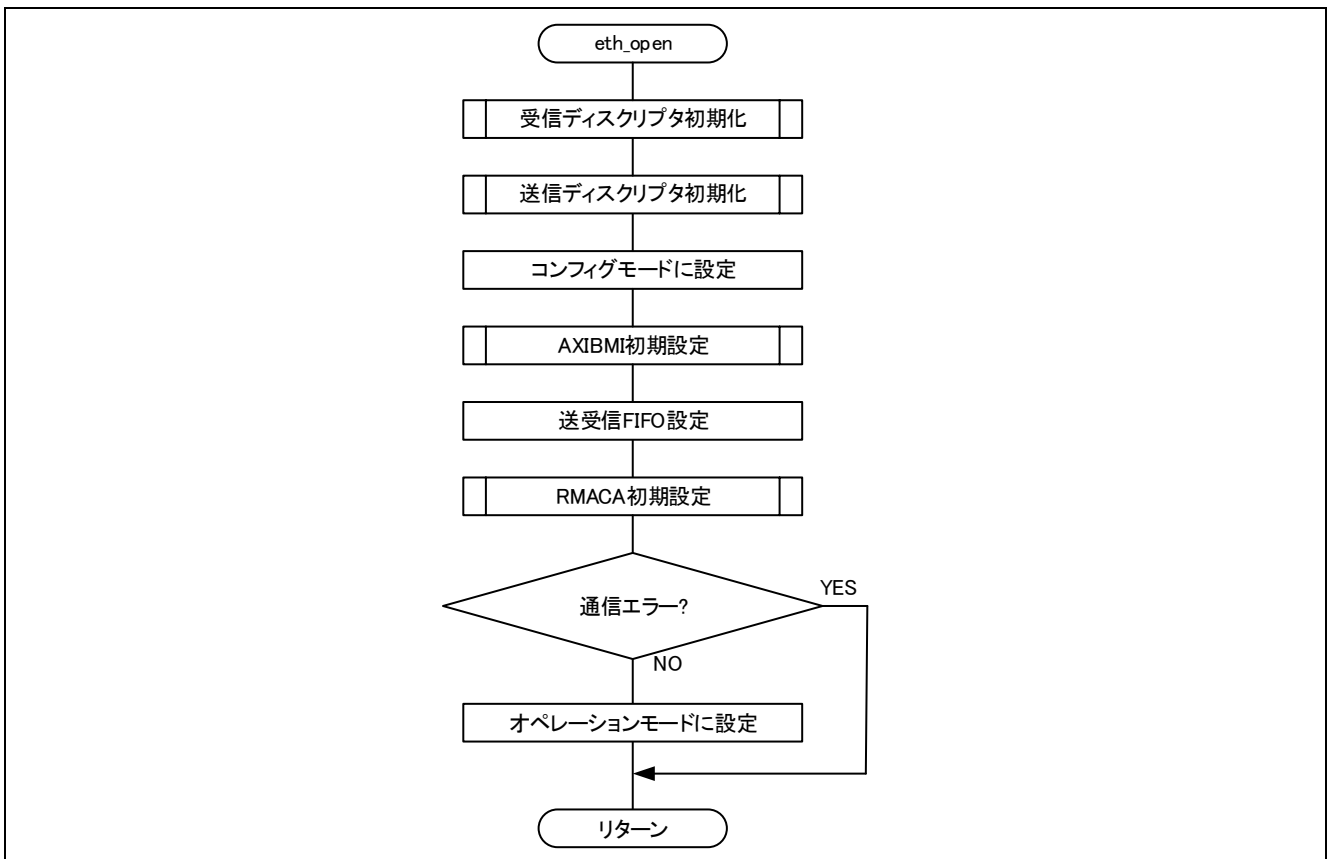 eth_open
受信ディスクリプタ初期化
送信ディスクリプタ初期化
コンフィグモードに設定
AXIBMI初期設定
送受信FIFO設定
RMACA初期設定
通信エラー?
YES
NO
オペレーションモードに設定
リターン